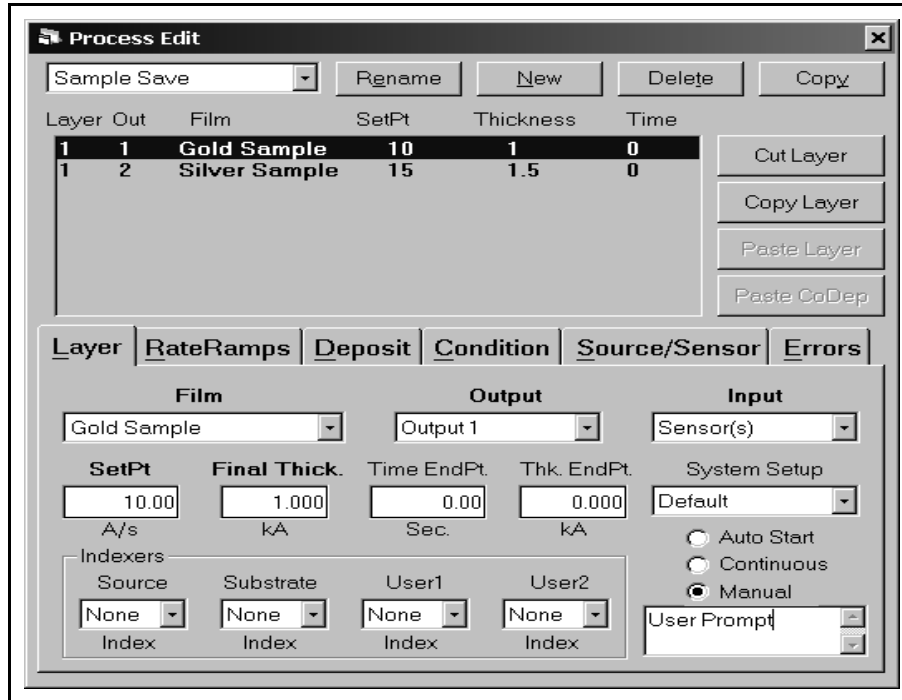 Process Edit
Sample Save Rename New Delete Copy
Layer Out Film SetPt Thickness Time
1 1 Gold Sample 10 1 0
1 2 Silver Sample 15 1.5 0
Cut Layer
Copy Layer
Paste Layer
Paste CoDep
Layer RateRamps Deposit Condition Source/Sensor Errors
Film Output Input
Gold Sample Output 1 Sensor(s)
SetPt Final Thick. Time EndPt. Thk. EndPt. System Setup
10.00 1.000 0.00 0.000 Default
A/s kA Sec. kA
Auto Start
Continuous
Manual
User Prompt
Indexers
Source Substrate User1 User2
None None None None
Index Index Index Index